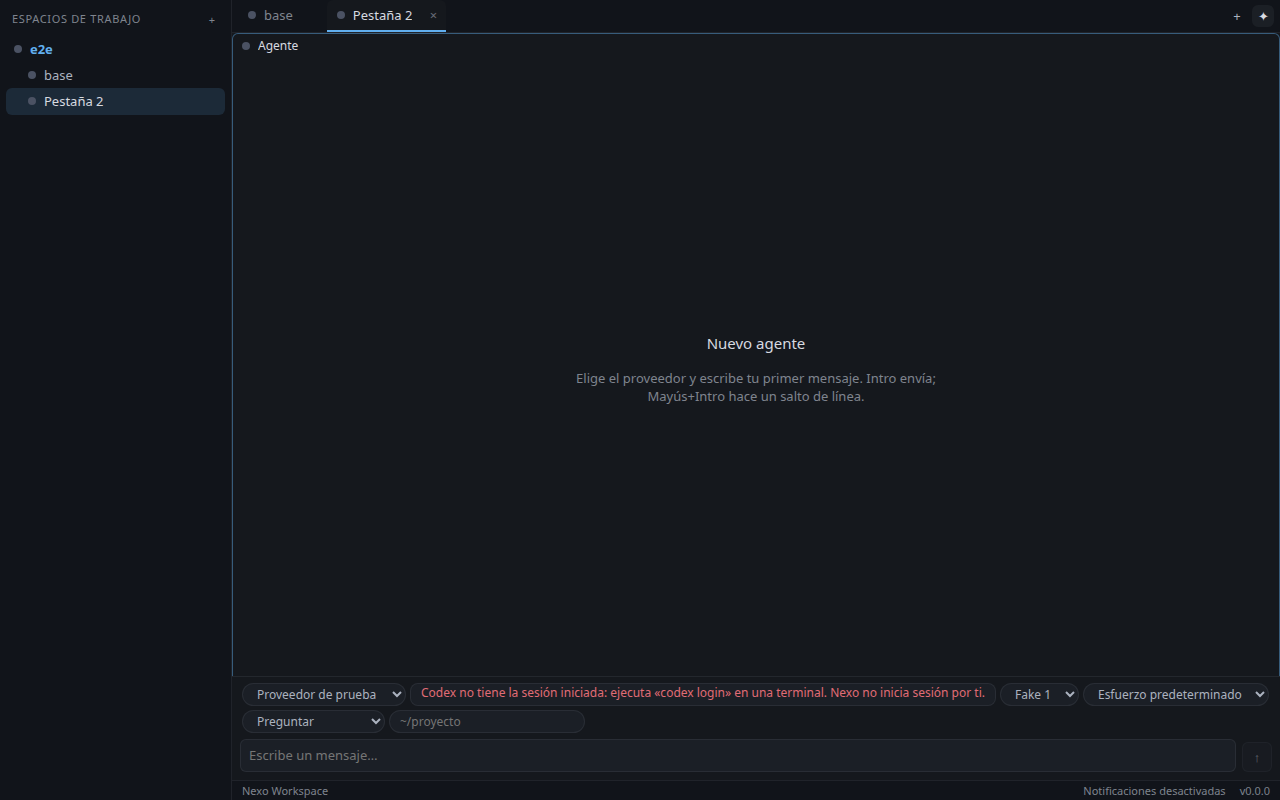 ESPACIOS DE TRABAJO +
e2e
base
Pestaña 2
base
Pestaña 2 ×
+ ✦
Agente
Nuevo agente
Elige el proveedor y escribe tu primer mensaje. Intro envía;
Mayús+Intro hace un salto de línea.
Proveedor de prueba
Codex no tiene la sesión iniciada: ejecuta «codex login» en una terminal. Nexo no inicia sesión por ti.
Fake 1
Esfuerzo predeterminado
Preguntar
~/proyecto
Escribe un mensaje...
↑
Nexo Workspace
Notificaciones desactivadas v0.0.0